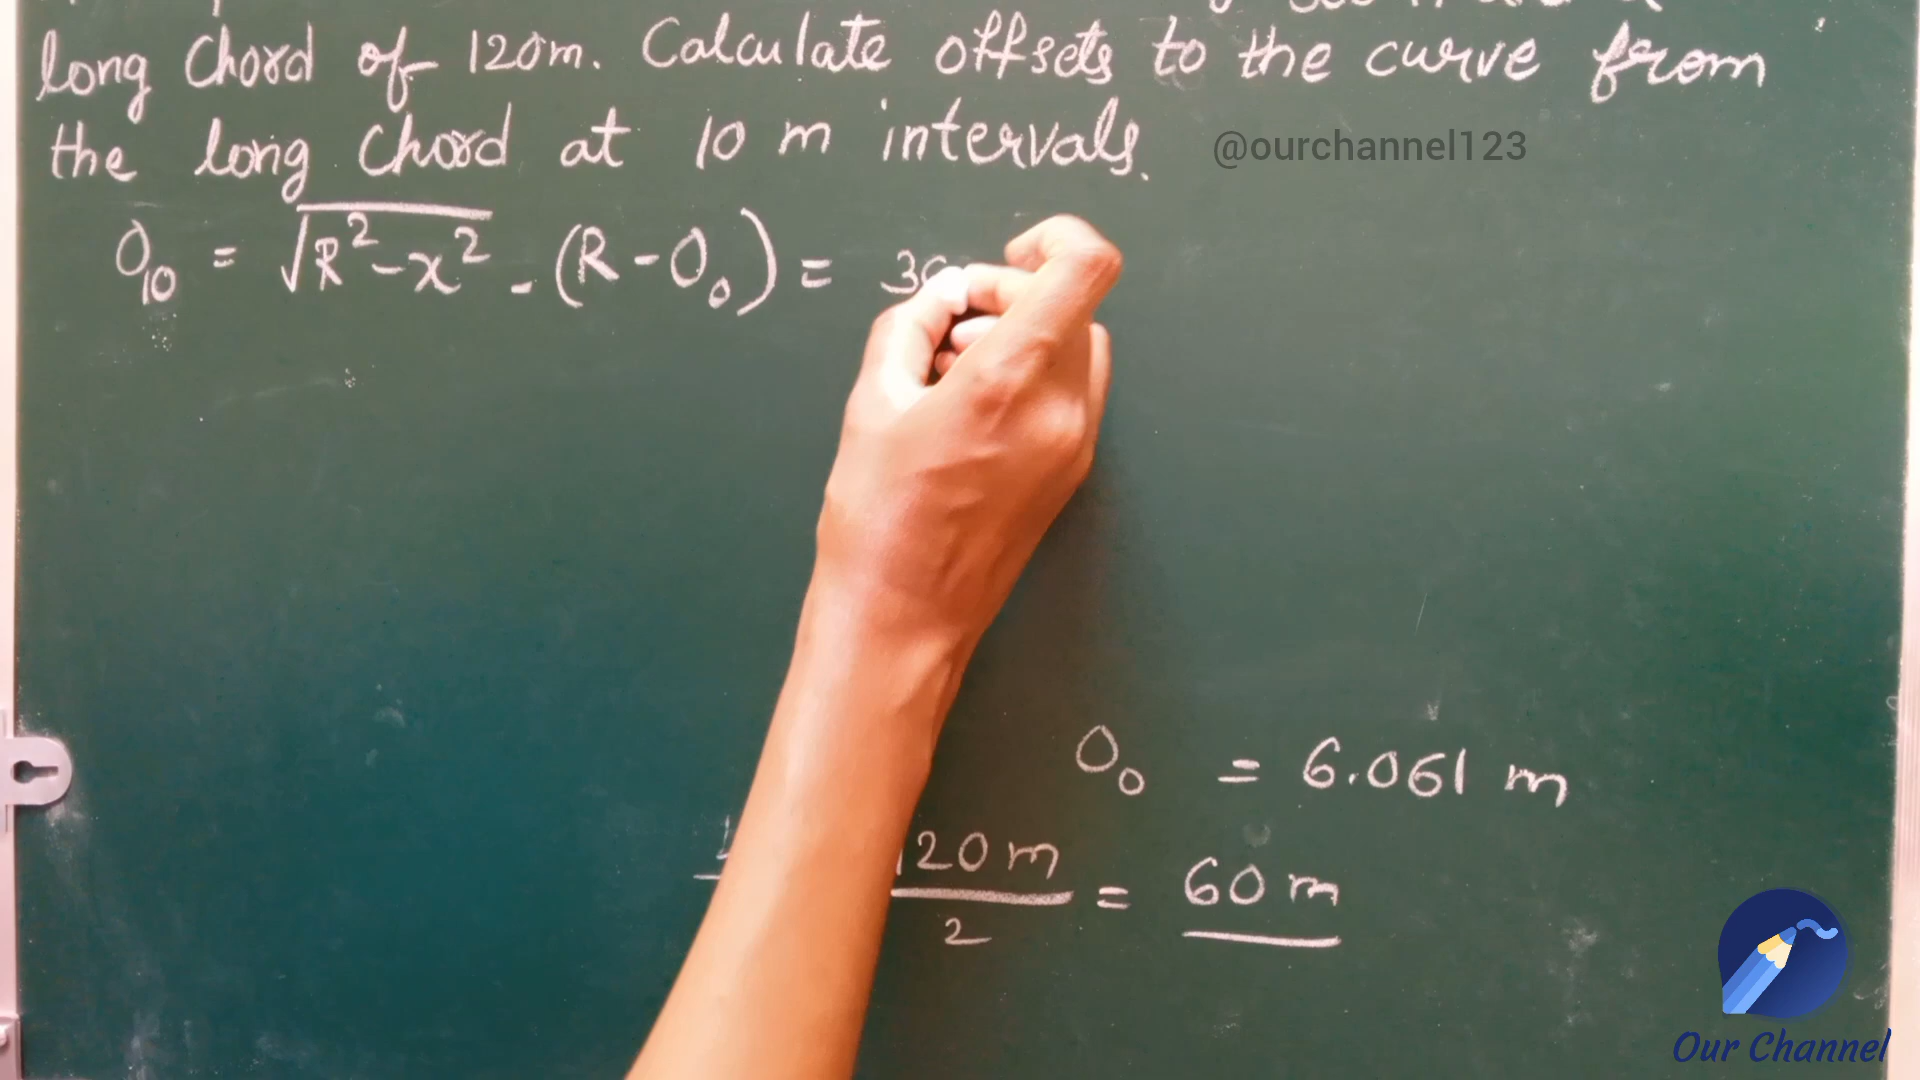 long Chord of 120m. Calculate offsets to the curve from
the long Chord at 10 m intervals.
@ourchannel123
O₁₀ = √R²-x² - (R-O₀) = 3
O₀ = 6.061 m
120 m / 2 = 60 m
Our Channel